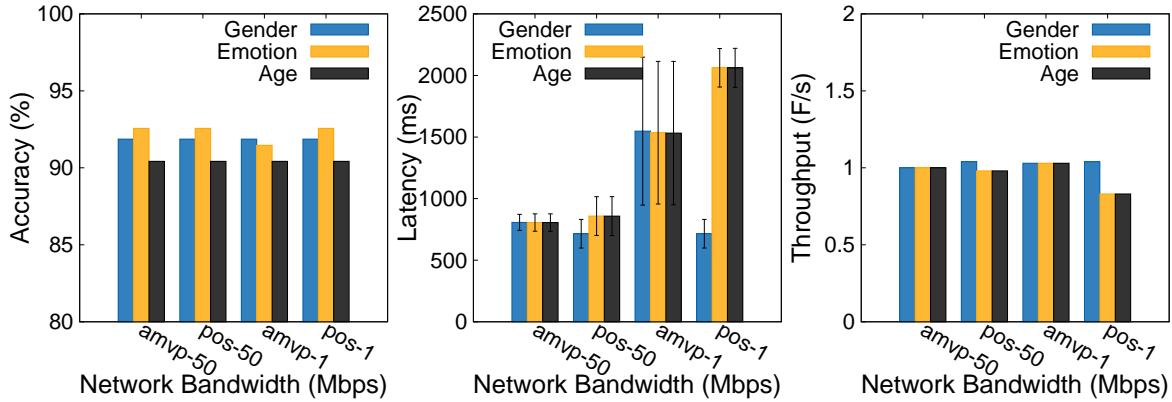 Accuracy (%)
100
95
90
85
80
Gender
Emotion
Age
amvp-50
pos-50
amvp-1
pos-1
Network Bandwidth (Mbps)
Latency (ms)
2500
2000
1500
1000
500
0
Gender
Emotion
Age
amvp-50
pos-50
amvp-1
pos-1
Network Bandwidth (Mbps)
Throughput (F/s)
2
1.5
1
0.5
0
Gender
Emotion
Age
amvp-50
pos-50
amvp-1
pos-1
Network Bandwidth (Mbps)